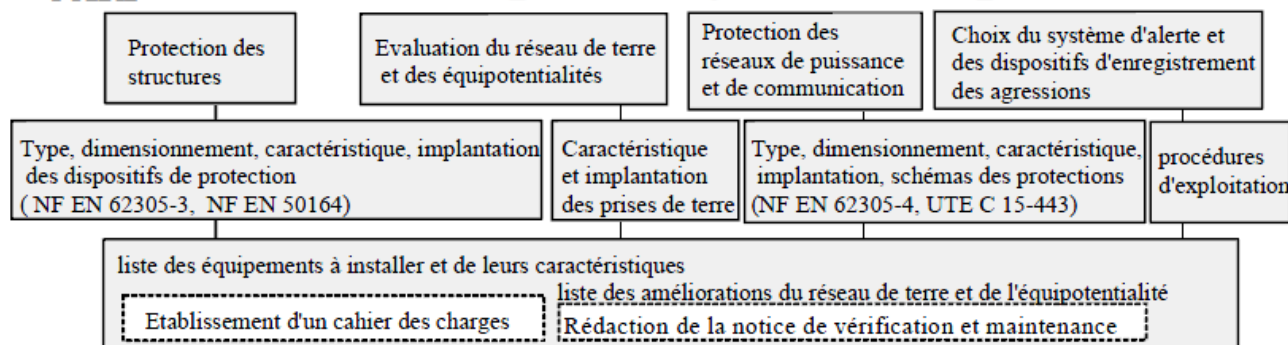 Protection des
structures
Evaluation du réseau de terre
et des équipotentialités
Protection des
réseaux de puissance
et de communication
Choix du système d'alerte et
des dispositifs d'enregistrement
des agressions
Type, dimensionnement, caractéristique, implantation
des dispositifs de protection
( NF EN 62305-3, NF EN 50164)
Caractéristique
et implantation
des prises de terre
Type, dimensionnement, caractéristique,
implantation, schémas des protections
(NF EN 62305-4, UTE C 15-443)
procédures
d'exploitation
liste des équipements à installer et de leurs caractéristiques
liste des améliorations du réseau de terre et de l'équipotentialité
Etablissement d'un cahier des charges
Rédaction de la notice de vérification et maintenance